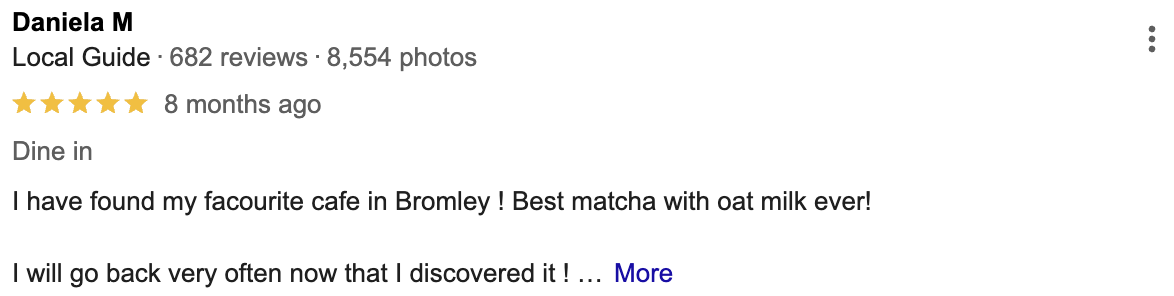 Daniela M
Local Guide · 682 reviews · 8,554 photos
8 months ago
Dine in
I have found my facourite cafe in Bromley ! Best matcha with oat milk ever!
I will go back very often now that I discovered it ! … More